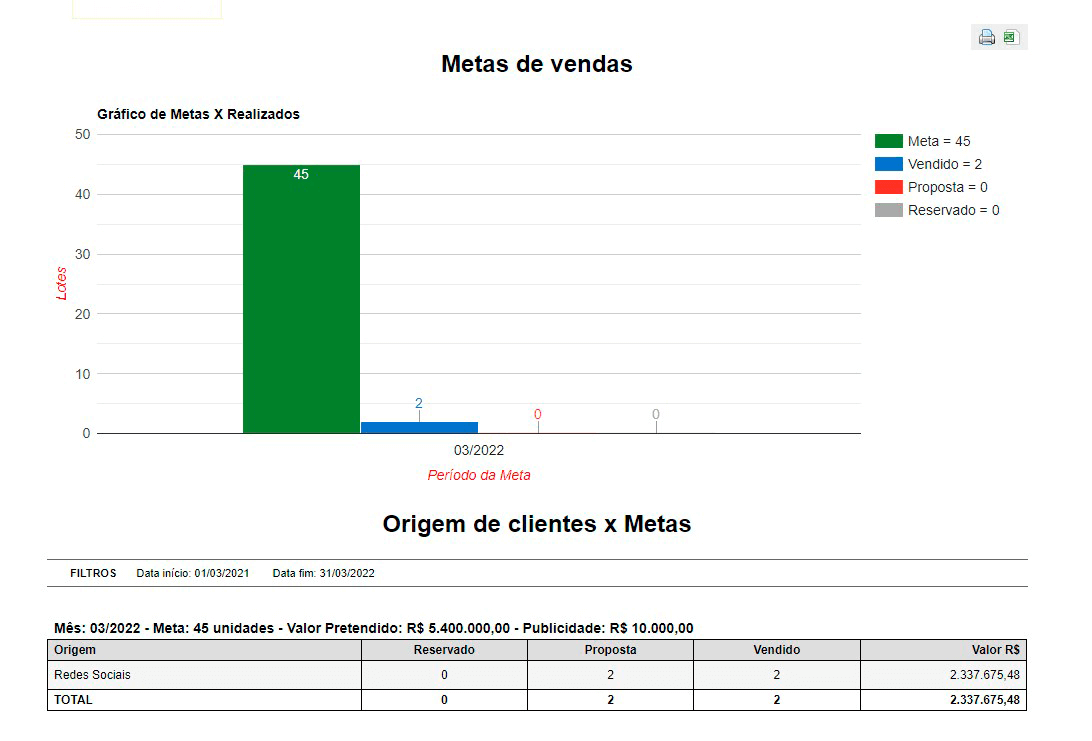 Metas de vendas
Gráfico de Metas X Realizados
50
40
30
20
10
0
Lotes
45
2
0
0
03/2022
Período da Meta
Meta = 45
Vendido = 2
Proposta = 0
Reservado = 0
Origem de clientes x Metas
FILTROS Data início: 01/03/2021 Data fim: 31/03/2022
Mês: 03/2022 - Meta: 45 unidades - Valor Pretendido: R$ 5.400.000,00 - Publicidade: R$ 10.000,00
Origem Reservado Proposta Vendido Valor R$
Redes Sociais 0 2 2 2.337.675,48
TOTAL 0 2 2 2.337.675,48